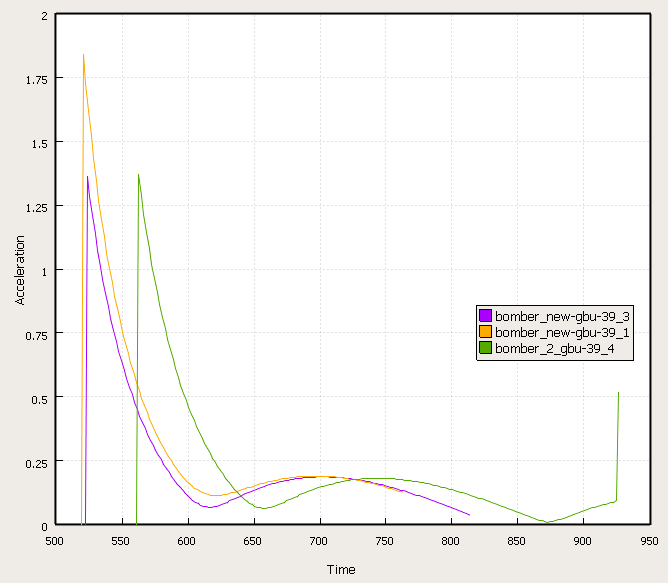 2
1.75
1.5
1.25
1
0.75
0.5
0.25
0
Acceleration
bomber_new-gbu-39_3
bomber_new-gbu-39_1
bomber_2_gbu-39_4
500 550 600 650 700 750 800 850 900 950
Time